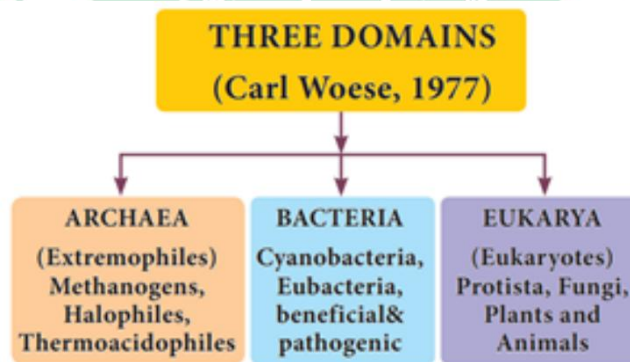 THREE DOMAINS
(Carl Woese, 1977)
ARCHAEA
(Extremophiles)
Methanogens,
Halophiles,
Thermoacidophiles
BACTERIA
Cyanobacteria,
Eubacteria,
beneficial&
pathogenic
EUKARYA
(Eukaryotes)
Protista, Fungi,
Plants and
Animals